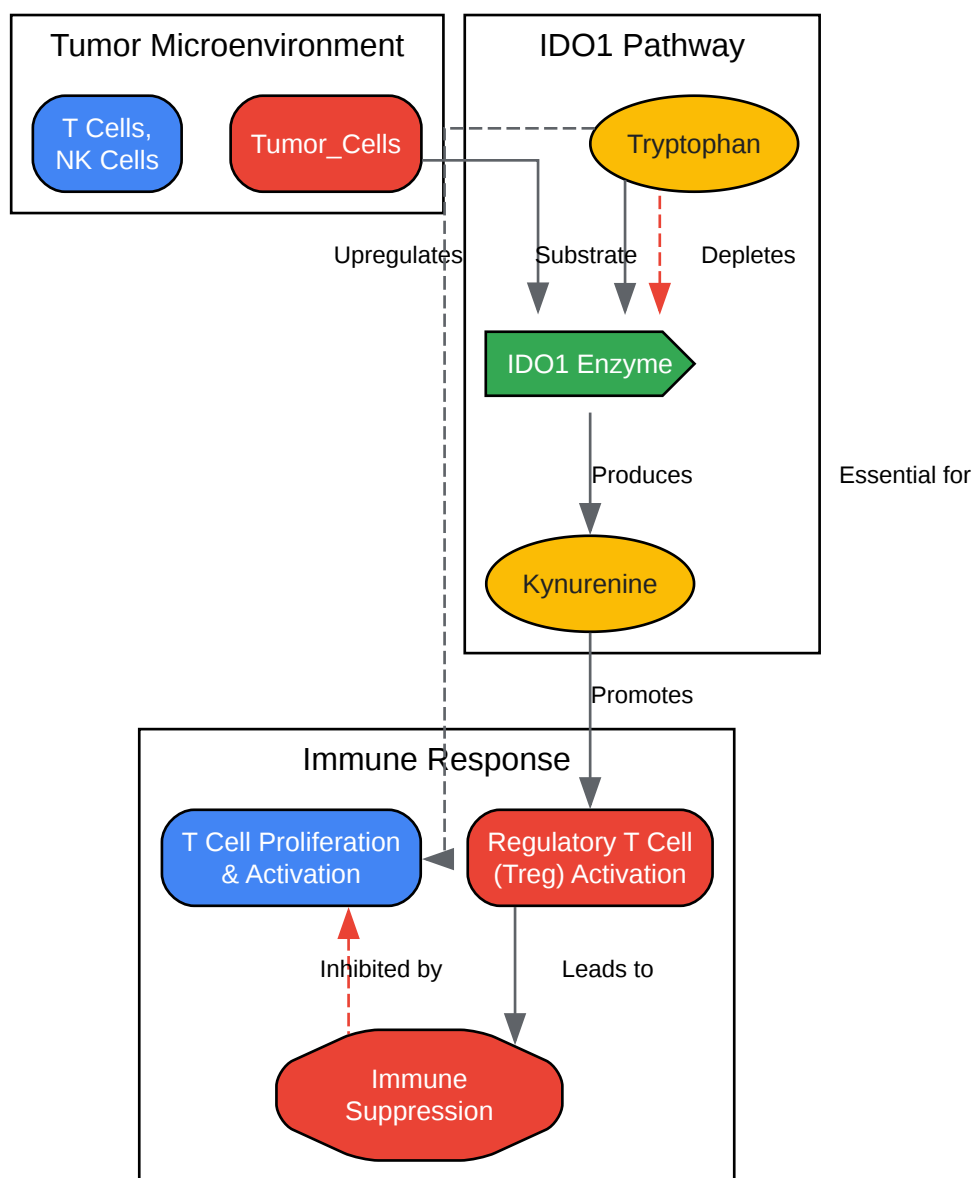 Tumor Microenvironment
IDO1 Pathway
T Cells,
NK Cells
Tumor_Cells
Tryptophan
Upregulates
Substrate
Depletes
IDO1 Enzyme
Produces
Essential for
Kynurenine
Promotes
Immune Response
T Cell Proliferation
& Activation
Regulatory T Cell
(Treg) Activation
Inhibited by
Leads to
Immune
Suppression